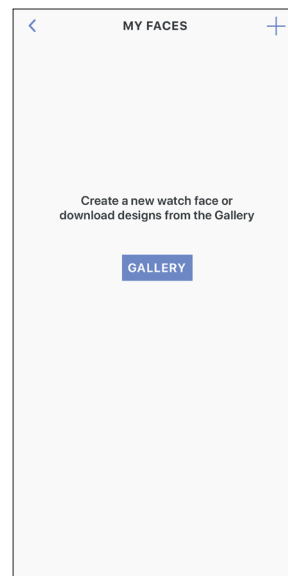 MY FACES
Create a new watch face or
download designs from the Gallery
GALLERY